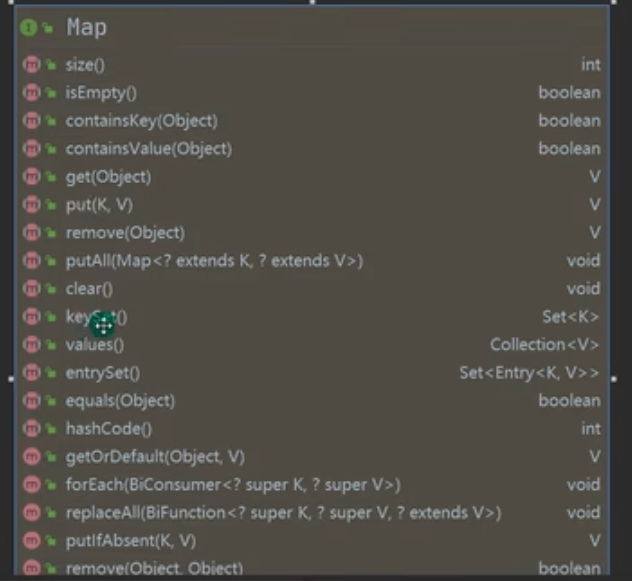 Map
size() int
isEmpty() boolean
containsKey(Object) boolean
containsValue(Object) boolean
get(Object) V
put(K, V) V
remove(Object) V
putAll(Map<? extends K, ? extends V>) void
clear() void
keySet() Set<K>
values() Collection<V>
entrySet() Set<Entry<K, V>>
equals(Object) boolean
hashCode() int
getOrDefault(Object, V) V
forEach(BiConsumer<? super K, ? super V>) void
replaceAll(BiFunction<? super K, ? super V, ? extends V>) void
putIfAbsent(K, V) V
remove(Object, Object) boolean